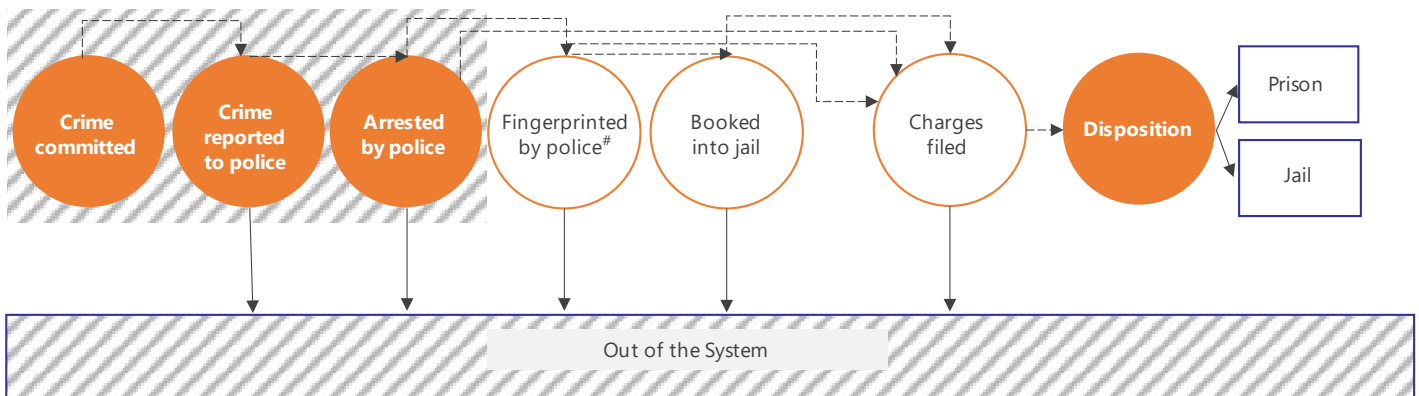 Crime
committed
Crime
reported
to police
Arrested
by police
Fingerprinted
by police#
Booked
into jail
Charges
filed
Disposition
Prison
Jail
Out of the System